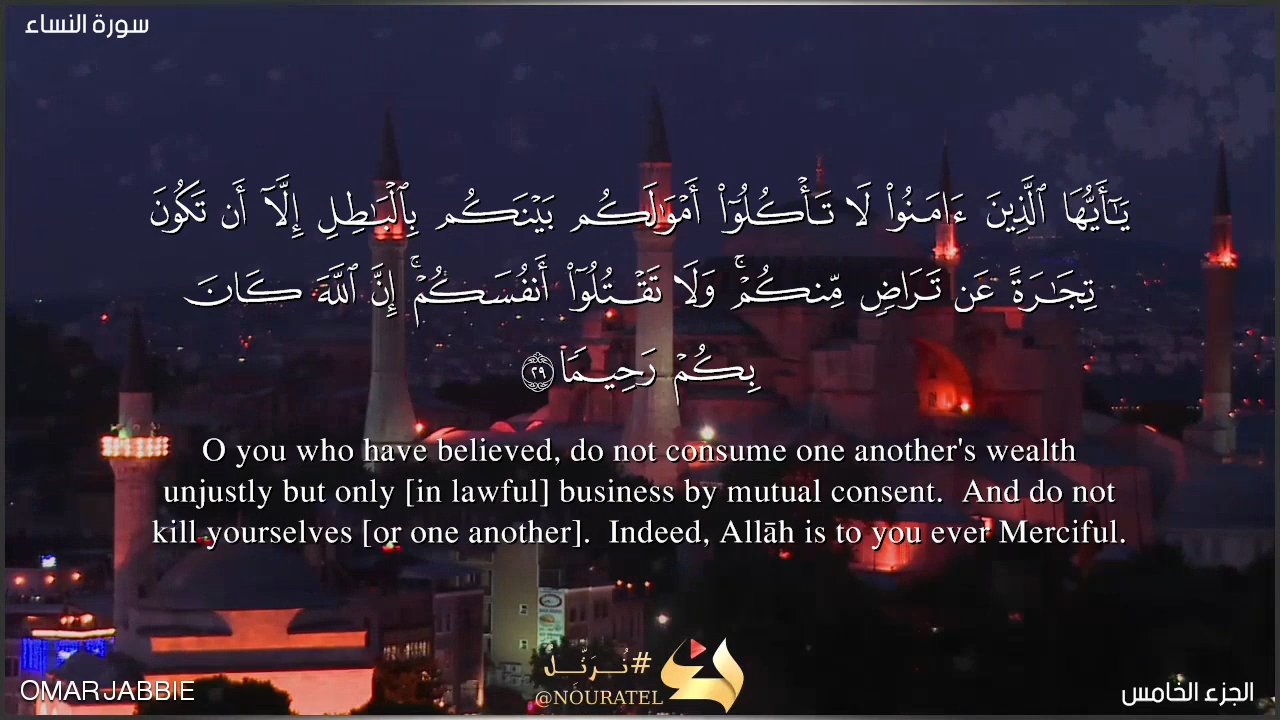 سورة النساء
يَـٰٓأَيُّهَا ٱلَّذِينَ ءَامَنُوا۟ لَا تَأْكُلُوٓا۟ أَمْوَٰلَكُم بَيْنَكُم بِٱلْبَـٰطِلِ إِلَّآ أَن تَكُونَ
تِجَـٰرَةً عَن تَرَاضٍ مِّنكُمْ ۚ وَلَا تَقْتُلُوٓا۟ أَنفُسَكُمْ ۚ إِنَّ ٱللَّهَ كَانَ
بِكُمْ رَحِيمًا ٢٩
O you who have believed, do not consume one another's wealth
unjustly but only [in lawful] business by mutual consent.  And do not
kill yourselves [or one another].  Indeed, Allāh is to you ever Merciful.
#نُرَتِّلُ
@NOURATEL
OMAR JABBIE
الجزء الخامس